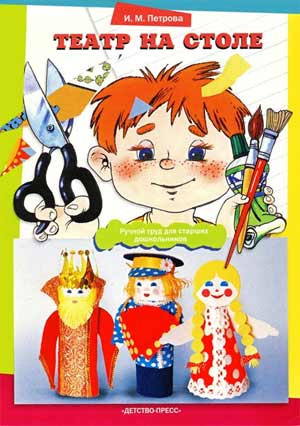 И. М. Петрова
ТЕАТР НА СТОЛЕ
Ручной труд для старших
дошкольников
«ДЕТСТВО-ПРЕСС»